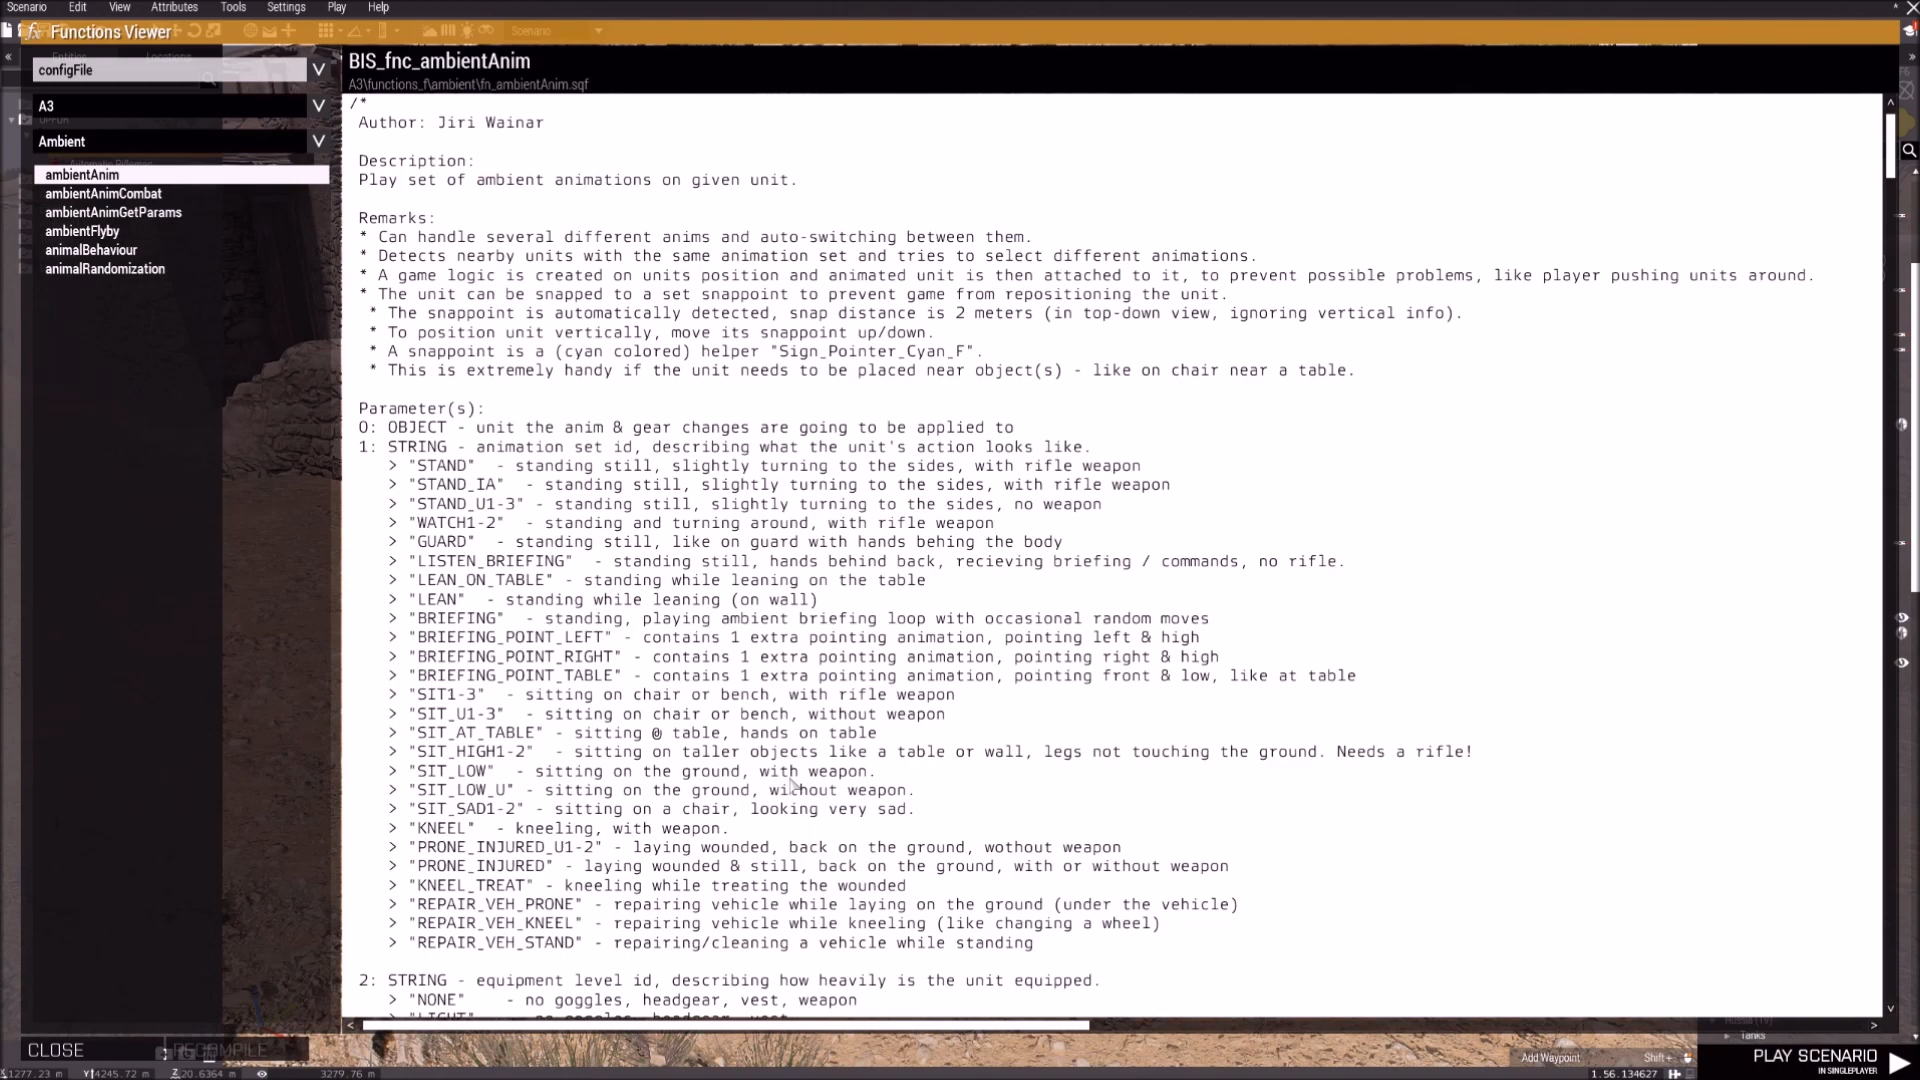 Scenario Edit View Attributes Tools Settings Play Help
Functions Viewer
Scenario
configFile
A3
Ambient
ambientAnim
ambientAnimCombat
ambientAnimGetParams
ambientFlyby
animalBehaviour
animalRandomization
BIS_fnc_ambientAnim
A3\functions_f\ambient\fn_ambientAnim.sqf
/*
Author: Jiri Wainar
Description:
Play set of ambient animations on given unit.
Remarks:
* Can handle several different anims and auto-switching between them.
* Detects nearby units with the same animation set and tries to select different animations.
* A game logic is created on units position and animated unit is then attached to it, to prevent possible problems, like player pushing units around.
* The unit can be snapped to a set snappoint to prevent game from repositioning the unit.
* The snappoint is automatically detected, snap distance is 2 meters (in top-down view, ignoring vertical info).
* To position unit vertically, move its snappoint up/down.
* A snappoint is a (cyan colored) helper "Sign_Pointer_Cyan_F".
* This is extremely handy if the unit needs to be placed near object(s) - like on chair near a table.
Parameter(s):
0: OBJECT - unit the anim & gear changes are going to be applied to
1: STRING - animation set id, describing what the unit's action looks like.
> "STAND" - standing still, slightly turning to the sides, with rifle weapon
> "STAND_IA" - standing still, slightly turning to the sides, with rifle weapon
> "STAND_U1-3" - standing still, slightly turning to the sides, no weapon
> "WATCH1-2" - standing and turning around, with rifle weapon
> "GUARD" - standing still, like on guard with hands behing the body
> "LISTEN_BRIEFING" - standing still, hands behind back, recieving briefing / commands, no rifle.
> "LEAN_ON_TABLE" - standing while leaning on the table
> "LEAN" - standing while leaning (on wall)
> "BRIEFING" - standing, playing ambient briefing loop with occasional random moves
> "BRIEFING_POINT_LEFT" - contains 1 extra pointing animation, pointing left & high
> "BRIEFING_POINT_RIGHT" - contains 1 extra pointing animation, pointing right & high
> "BRIEFING_POINT_TABLE" - contains 1 extra pointing animation, pointing front & low, like at table
> "SIT1-3" - sitting on chair or bench, with rifle weapon
> "SIT_U1-3" - sitting on chair or bench, without weapon
> "SIT_AT_TABLE" - sitting @ table, hands on table
> "SIT_HIGH1-2" - sitting on taller objects like a table or wall, legs not touching the ground. Needs a rifle!
> "SIT_LOW" - sitting on the ground, with weapon.
> "SIT_LOW_U" - sitting on the ground, without weapon.
> "SIT_SAD1-2" - sitting on a chair, looking very sad.
> "KNEEL" - kneeling, with weapon.
> "PRONE_INJURED_U1-2" - laying wounded, back on the ground, wothout weapon
> "PRONE_INJURED" - laying wounded & still, back on the ground, with or without weapon
> "KNEEL_TREAT" - kneeling while treating the wounded
> "REPAIR_VEH_PRONE" - repairing vehicle while laying on the ground (under the vehicle)
> "REPAIR_VEH_KNEEL" - repairing vehicle while kneeling (like changing a wheel)
> "REPAIR_VEH_STAND" - repairing/cleaning a vehicle while standing
2: STRING - equipment level id, describing how heavily is the unit equipped.
> "NONE" - no goggles, headgear, vest, weapon
> "LIGHT" - no goggles, headgear, vest
CLOSE
RECOMPILE
Tanks
Add Waypoint Shift+
PLAY SCENARIO
IN SINGLEPLAYER
X 1277.23 m Y 4245.72 m Z 20.6364 m 3279.76 m
1.56.134627